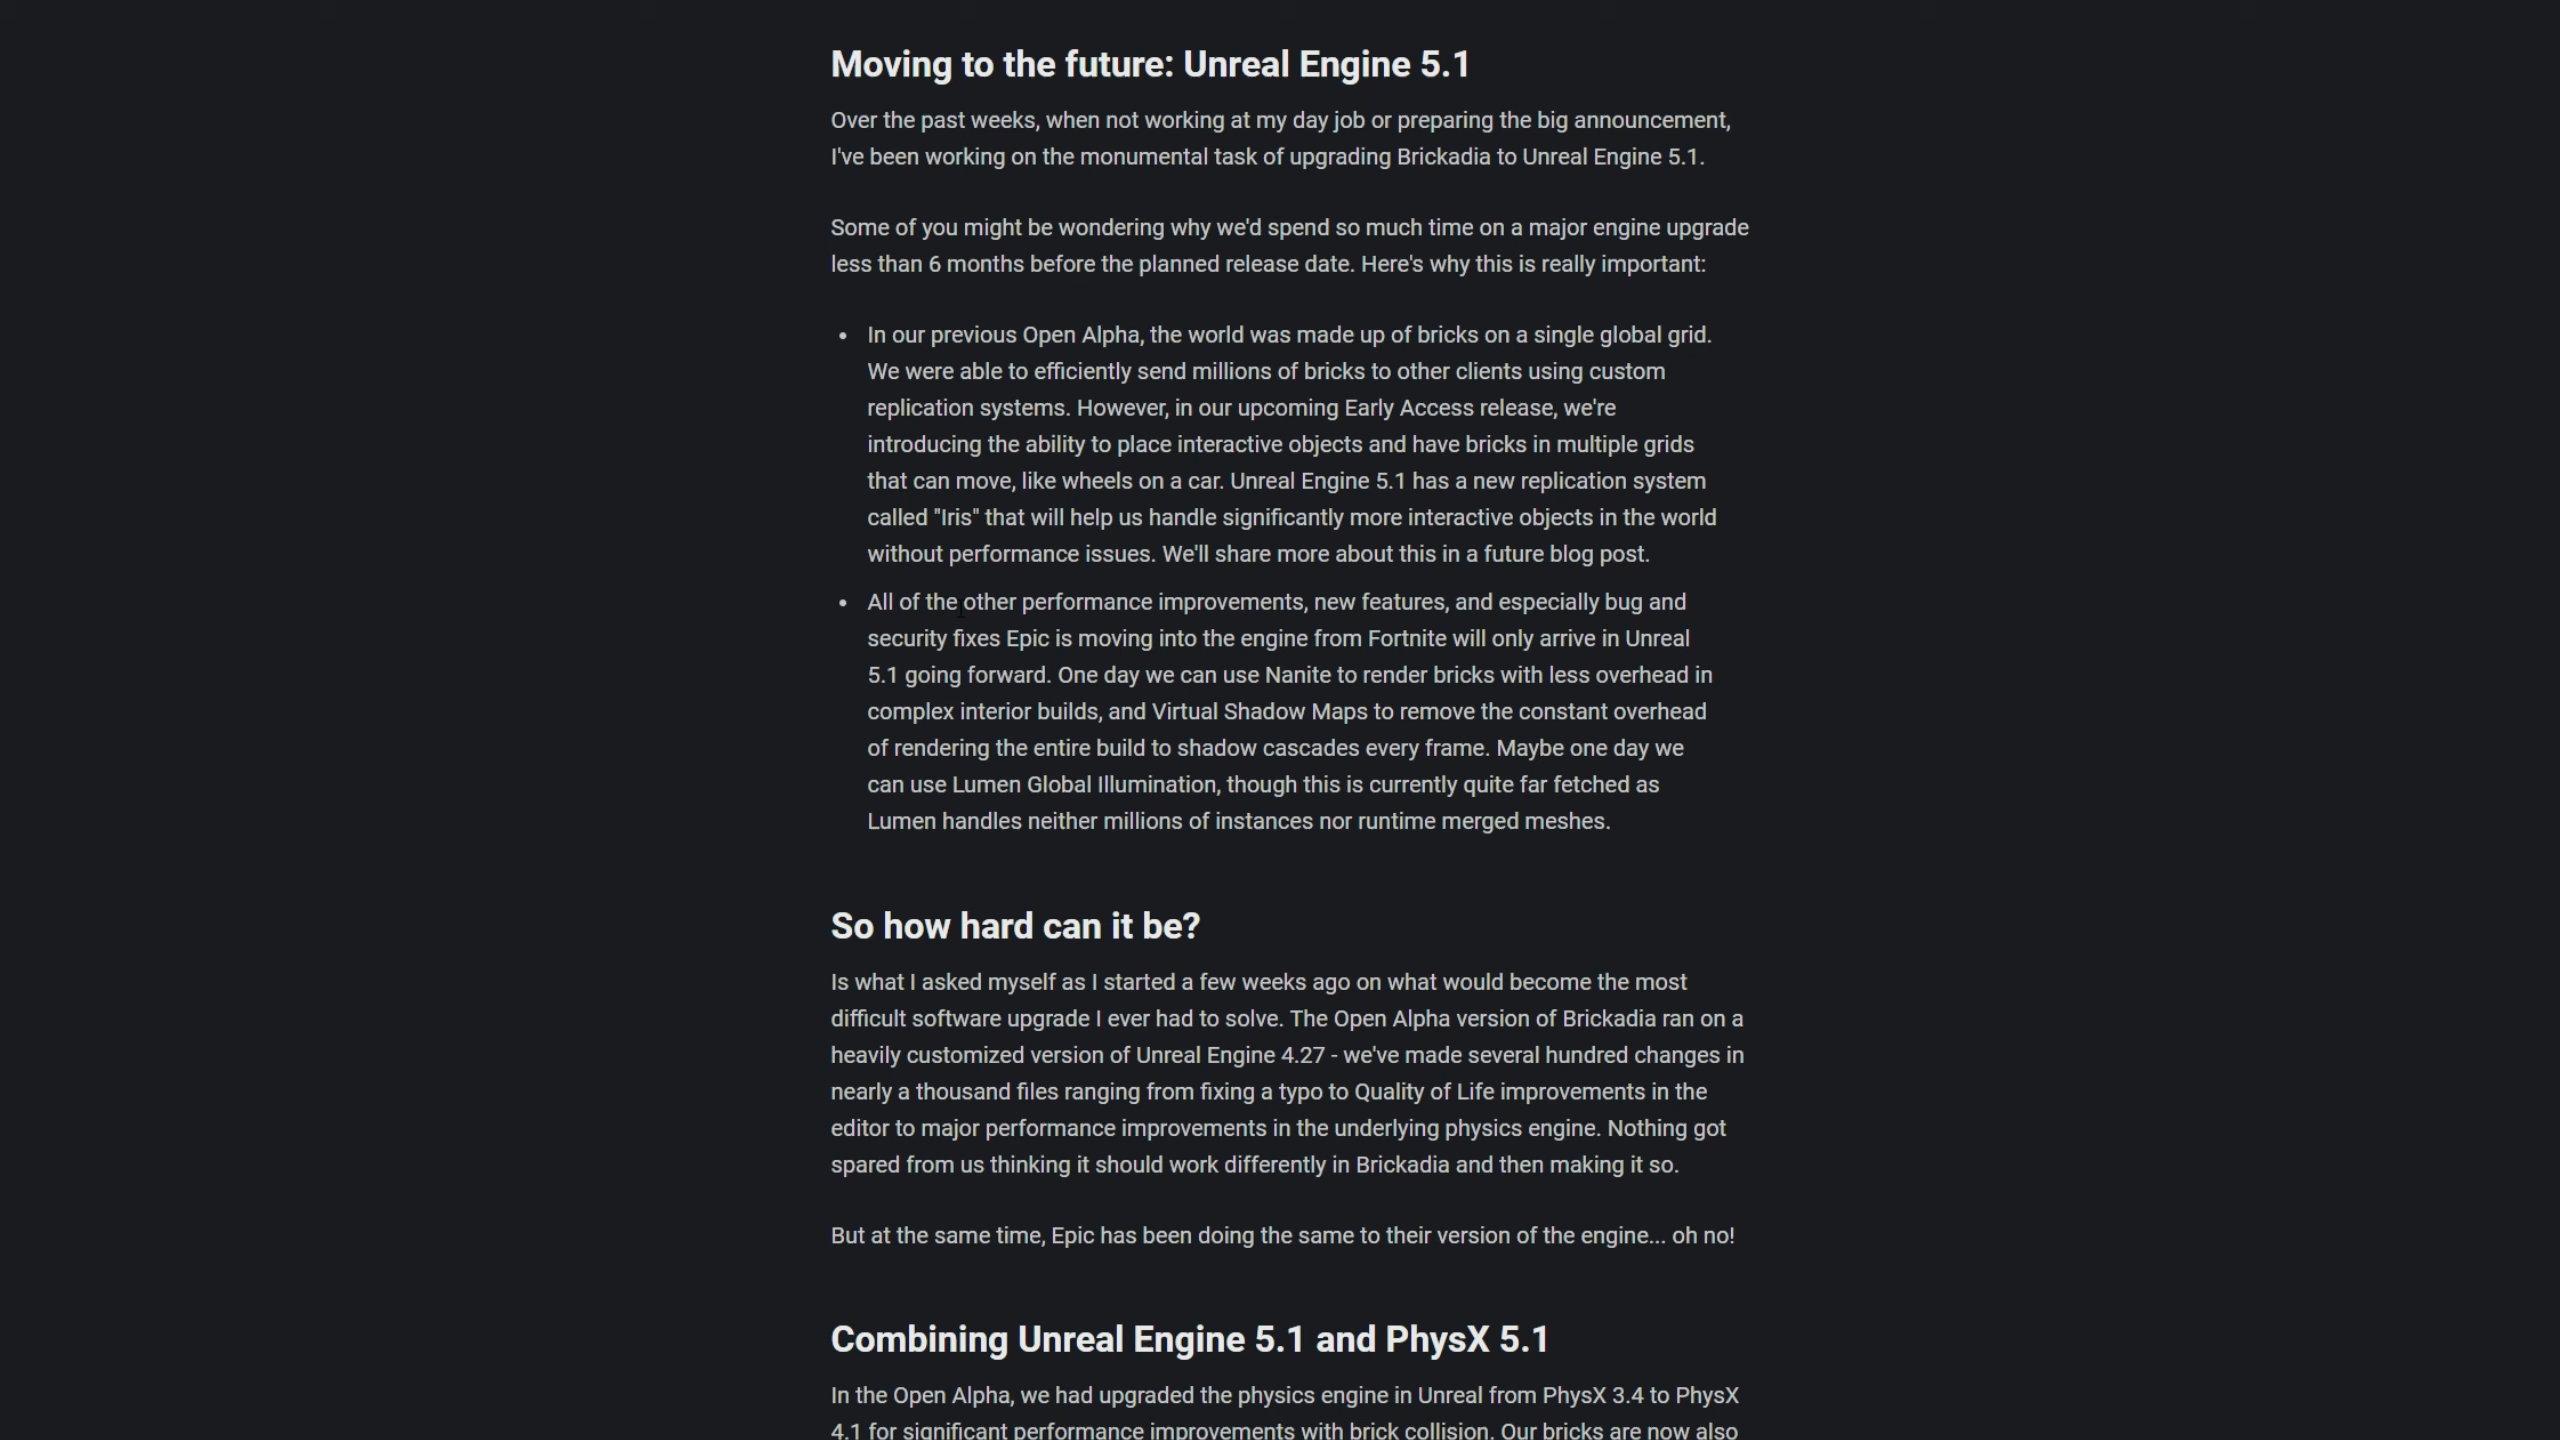 Moving to the future: Unreal Engine 5.1
Over the past weeks, when not working at my day job or preparing the big announcement,
I've been working on the monumental task of upgrading Brickadia to Unreal Engine 5.1.
Some of you might be wondering why we'd spend so much time on a major engine upgrade
less than 6 months before the planned release date. Here's why this is really important:
• In our previous Open Alpha, the world was made up of bricks on a single global grid.
We were able to efficiently send millions of bricks to other clients using custom
replication systems. However, in our upcoming Early Access release, we're
introducing the ability to place interactive objects and have bricks in multiple grids
that can move, like wheels on a car. Unreal Engine 5.1 has a new replication system
called "Iris" that will help us handle significantly more interactive objects in the world
without performance issues. We'll share more about this in a future blog post.
• All of the other performance improvements, new features, and especially bug and
security fixes Epic is moving into the engine from Fortnite will only arrive in Unreal
5.1 going forward. One day we can use Nanite to render bricks with less overhead in
complex interior builds, and Virtual Shadow Maps to remove the constant overhead
of rendering the entire build to shadow cascades every frame. Maybe one day we
can use Lumen Global Illumination, though this is currently quite far fetched as
Lumen handles neither millions of instances nor runtime merged meshes.
So how hard can it be?
Is what I asked myself as I started a few weeks ago on what would become the most
difficult software upgrade I ever had to solve. The Open Alpha version of Brickadia ran on a
heavily customized version of Unreal Engine 4.27 - we've made several hundred changes in
nearly a thousand files ranging from fixing a typo to Quality of Life improvements in the
editor to major performance improvements in the underlying physics engine. Nothing got
spared from us thinking it should work differently in Brickadia and then making it so.
But at the same time, Epic has been doing the same to their version of the engine... oh no!
Combining Unreal Engine 5.1 and PhysX 5.1
In the Open Alpha, we had upgraded the physics engine in Unreal from PhysX 3.4 to PhysX
4.1 for significant performance improvements with brick collision. Our bricks are now also